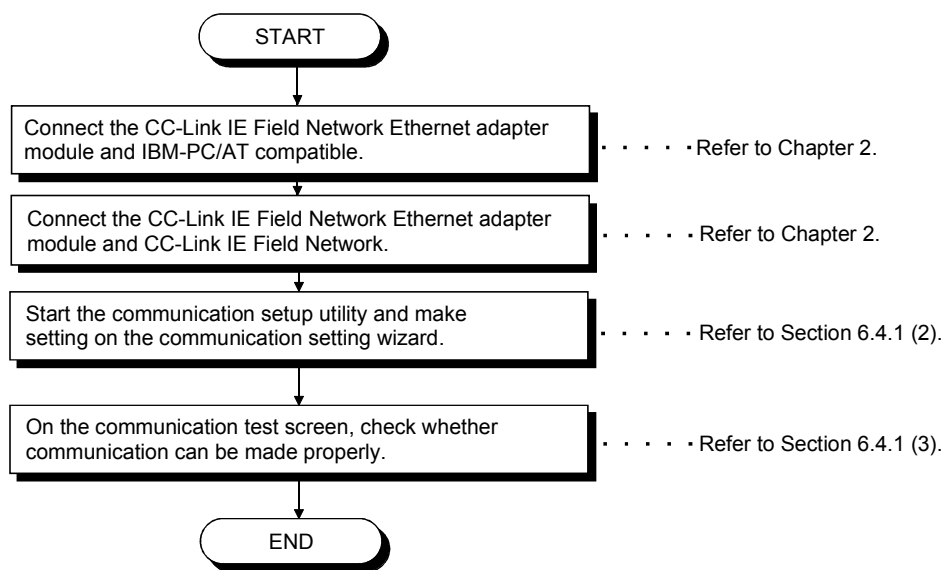 START
Connect the CC-Link IE Field Network Ethernet adapter
module and IBM-PC/AT compatible.
· · · · · Refer to Chapter 2.
Connect the CC-Link IE Field Network Ethernet adapter
module and CC-Link IE Field Network.
· · · · · Refer to Chapter 2.
Start the communication setup utility and make
setting on the communication setting wizard.
· · · · · Refer to Section 6.4.1 (2).
On the communication test screen, check whether
communication can be made properly.
· · · · · Refer to Section 6.4.1 (3).
END